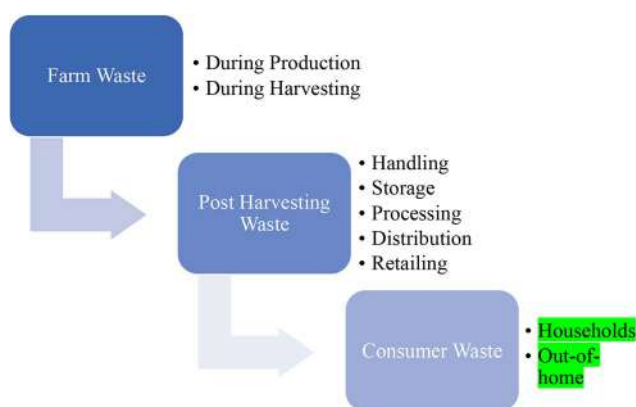 Farm Waste
• During Production
• During Harvesting
Post Harvesting
Waste
• Handling
• Storage
• Processing
• Distribution
• Retailing
Consumer Waste
• Households
• Out-of-
home